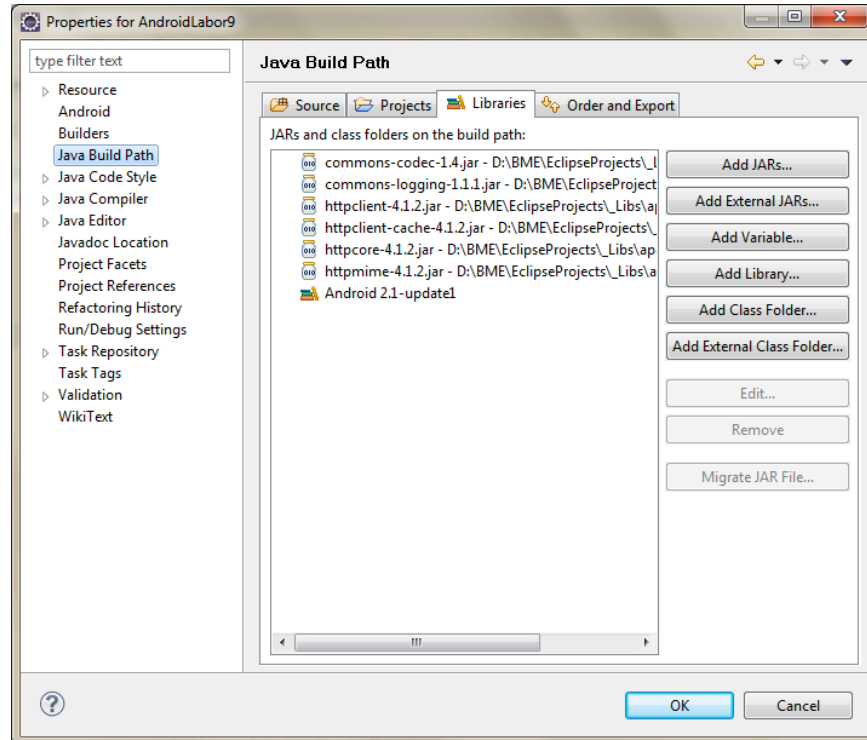 Properties for AndroidLabor9
type filter text
Resource
Android
Builders
Java Build Path
Java Code Style
Java Compiler
Java Editor
Javadoc Location
Project Facets
Project References
Refactoring History
Run/Debug Settings
Task Repository
Task Tags
Validation
WikiText
Java Build Path
Source Projects Libraries Order and Export
JARs and class folders on the build path:
commons-codec-1.4.jar - D:\BME\EclipseProjects\_l
commons-logging-1.1.1.jar - D:\BME\EclipseProject
httpclient-4.1.2.jar - D:\BME\EclipseProjects\_Libs\a
httpclient-cache-4.1.2.jar - D:\BME\EclipseProjects\_
httpcore-4.1.2.jar - D:\BME\EclipseProjects\_Libs\ap
httpmime-4.1.2.jar - D:\BME\EclipseProjects\_Libs\a
Android 2.1-update1
Add JARs...
Add External JARs...
Add Variable...
Add Library...
Add Class Folder...
Add External Class Folder...
Edit...
Remove
Migrate JAR File...
OK
Cancel